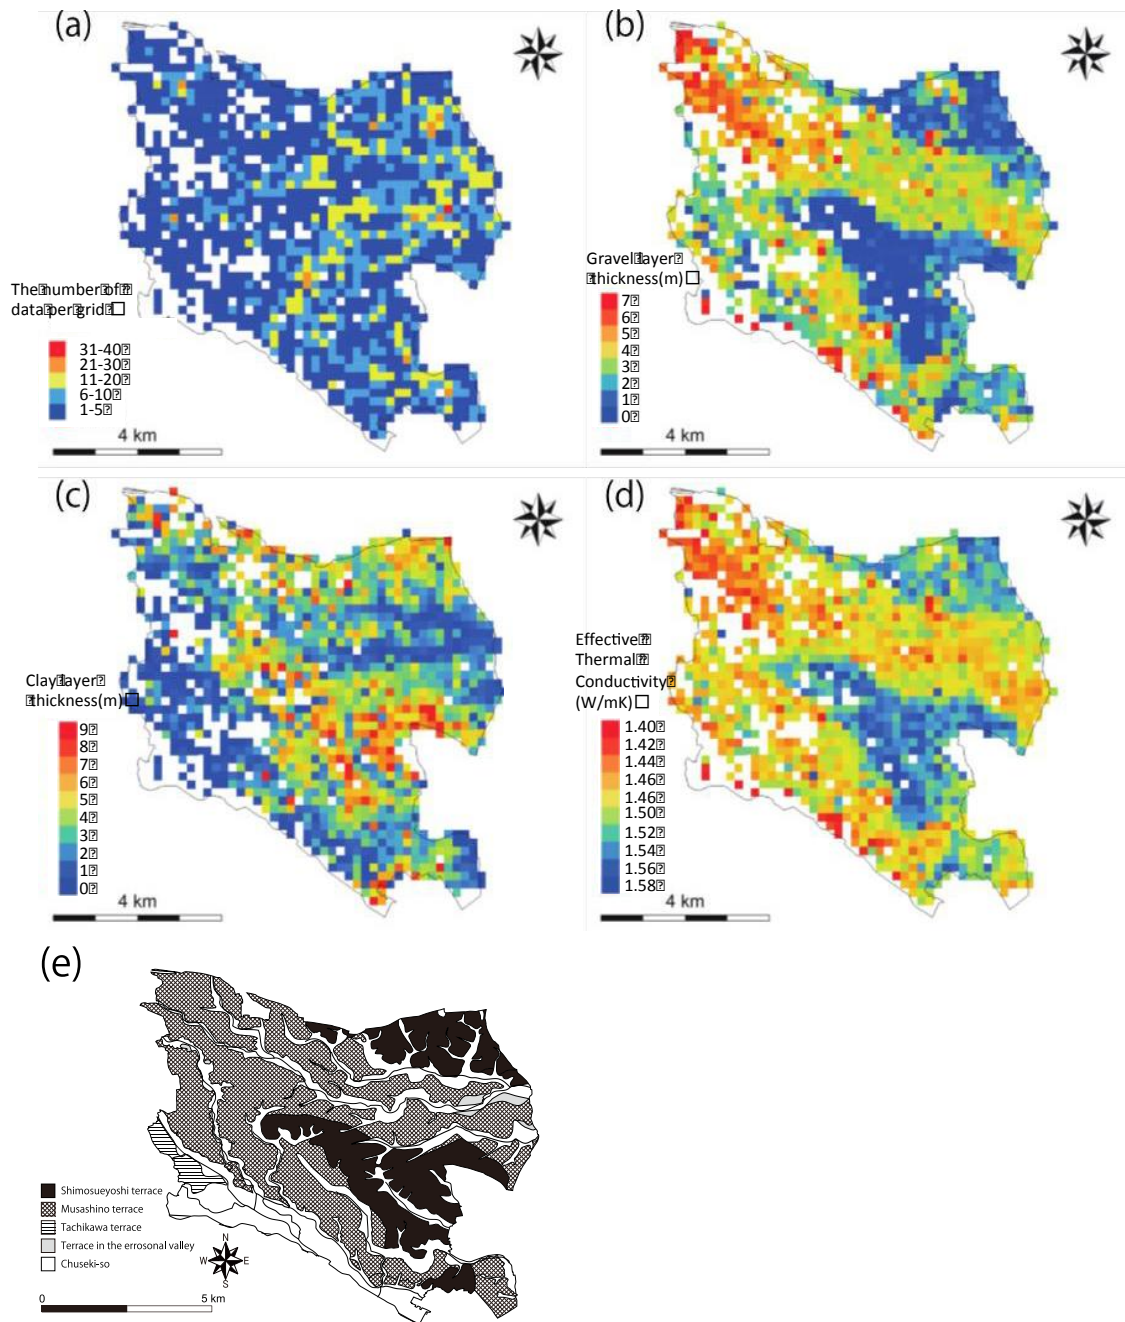 (a)
The number of
data per grid
31-40
21-30
11-20
6-10
1-5
4 km
(b)
Gravel layer
thickness(m)
7
6
5
4
3
2
1
0
4 km
(c)
Clay layer
thickness(m)
9
8
7
6
5
4
3
2
1
0
4 km
(d)
Effective
Thermal
Conductivity
(W/mK)
1.40
1.42
1.44
1.46
1.46
1.50
1.52
1.54
1.56
1.58
4 km
(e)
Shimosueyoshi terrace
Musashino terrace
Tachikawa terrace
Terrace in the errosonal valley
Chuseki-so
N
W E
S
0 5 km